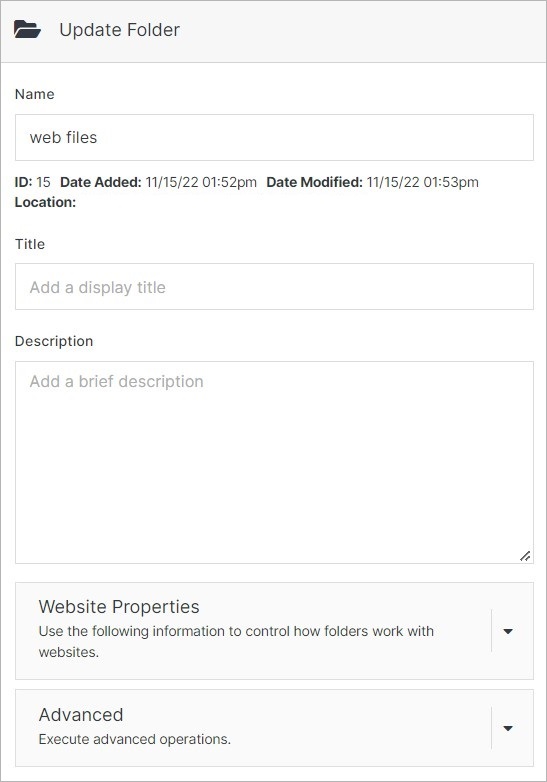 Update Folder
Name
web files
ID: 15 Date Added: 11/15/22 01:52pm Date Modified: 11/15/22 01:53pm
Location:
Title
Add a display title
Description
Add a brief description
Website Properties
Use the following information to control how folders work with
websites.
Advanced
Execute advanced operations.